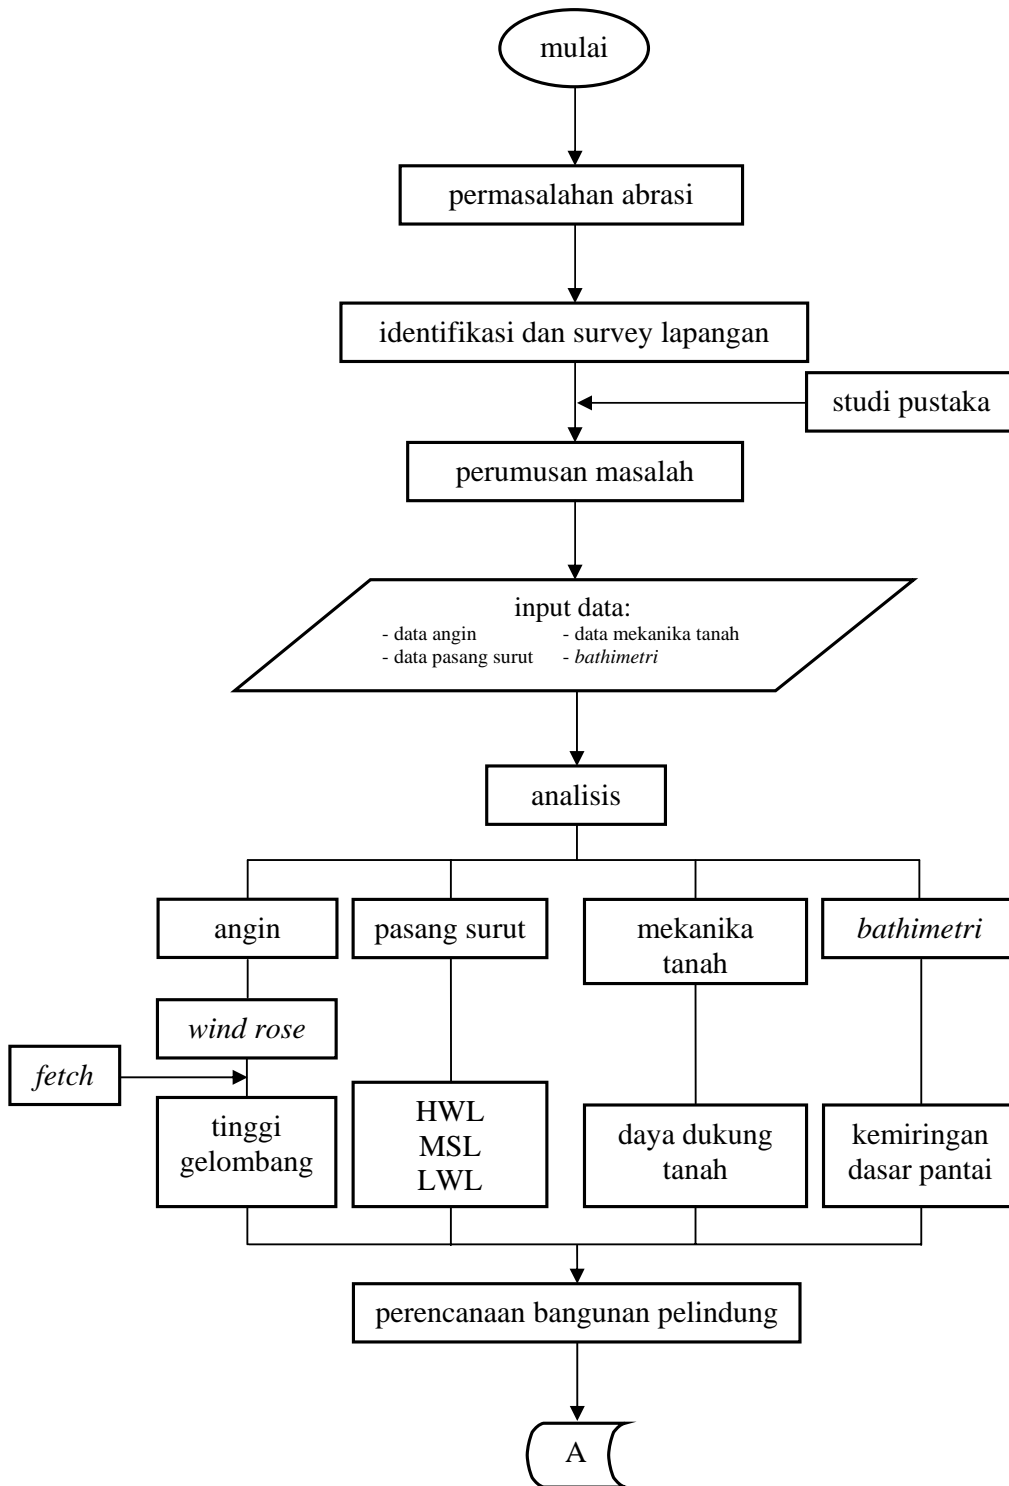 mulai
permasalahan abrasi
identifikasi dan survey lapangan
studi pustaka
perumusan masalah
input data:
- data angin - data mekanika tanah
- data pasang surut - bathimetri
analisis
angin
pasang surut
mekanika
tanah
bathimetri
wind rose
fetch
tinggi
gelombang
HWL
MSL
LWL
daya dukung
tanah
kemiringan
dasar pantai
perencanaan bangunan pelindung
A